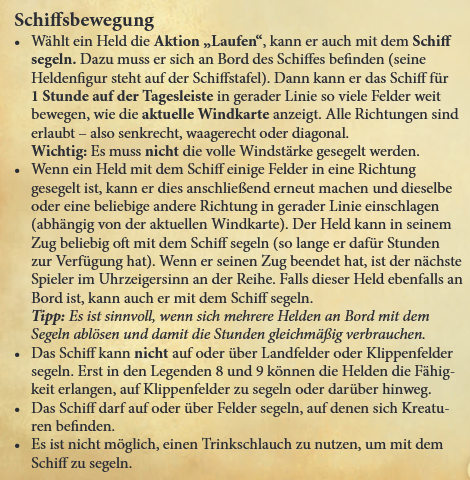 Schiffsbewegung
• Wählt ein Held die Aktion „Laufen“, kann er auch mit dem Schiff
segeln. Dazu muss er sich an Bord des Schiffes befinden (seine
Heldenfigur steht auf der Schiffstafel). Dann kann er das Schiff für
1 Stunde auf der Tagesleiste in gerader Linie so viele Felder weit
bewegen, wie die aktuelle Windkarte anzeigt. Alle Richtungen sind
erlaubt – also senkrecht, waagerecht oder diagonal.
Wichtig: Es muss nicht die volle Windstärke gesegelt werden.
• Wenn ein Held mit dem Schiff einige Felder in eine Richtung
gesegelt ist, kann er dies anschließend erneut machen und dieselbe
oder eine beliebige andere Richtung in gerader Linie einschlagen
(abhängig von der aktuellen Windkarte). Der Held kann in seinem
Zug beliebig oft mit dem Schiff segeln (so lange er dafür Stunden
zur Verfügung hat). Wenn er seinen Zug beendet hat, ist der nächste
Spieler im Uhrzeigersinn an der Reihe. Falls dieser Held ebenfalls an
Bord ist, kann auch er mit dem Schiff segeln.
Tipp: Es ist sinnvoll, wenn sich mehrere Helden an Bord mit dem
Segeln ablösen und damit die Stunden gleichmäßig verbrauchen.
• Das Schiff kann nicht auf oder über Landfelder oder Klippenfelder
segeln. Erst in den Legenden 8 und 9 können die Helden die Fähig-
keit erlangen, auf Klippenfelder zu segeln oder darüber hinweg.
• Das Schiff darf auf oder über Felder segeln, auf denen sich Kreatu-
ren befinden.
• Es ist nicht möglich, einen Trinkschlauch zu nutzen, um mit dem
Schiff zu segeln.